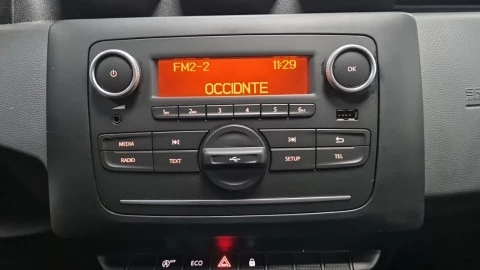 FM2-2 11:29
OCCIDNTE
OK
1 2 3 4 5 6
MEDIA
RADIO TEXT SETUP TEL
ECO